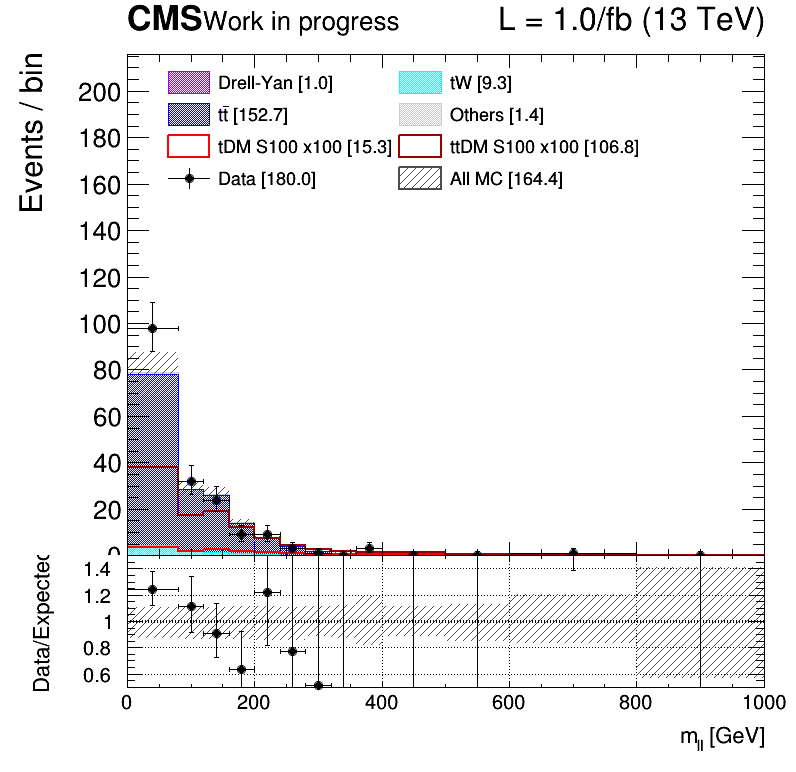 CMS Work in progress L = 1.0/fb (13 TeV)
Events / bin
200
180
160
140
120
100
80
60
40
20
0
Drell-Yan [1.0]
tW [9.3]
tt̄ [152.7]
Others [1.4]
tDM S100 x100 [15.3]
ttDM S100 x100 [106.8]
Data [180.0]
All MC [164.4]
Data/Expected
1.4
1.2
1
0.8
0.6
0 200 400 600 800 1000
m_ll [GeV]